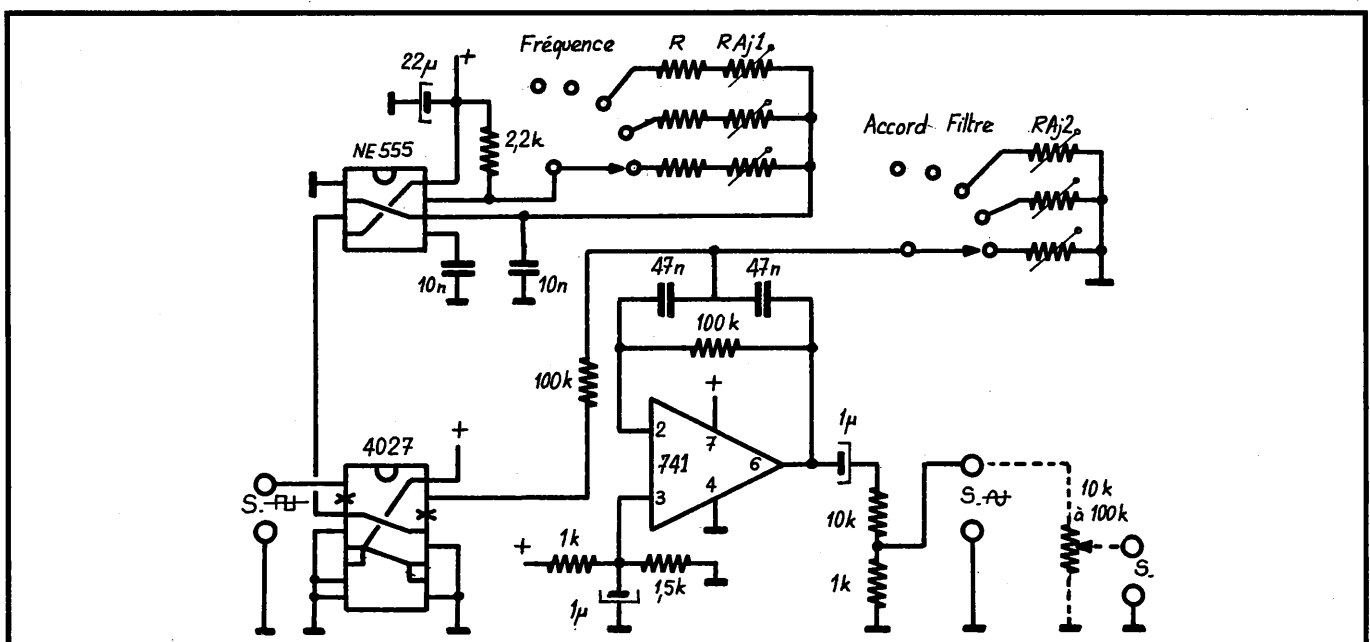 Fréquence R RAj1
22µ +
2,2k
NE555
Accord Filtre RAj2
10n 10n
47n 47n
100k
100k
+
7
2
741 6
3 4
1µ
4027 +
S.
10k
S.
10k
à 100k
S.
+ 1k
1,5k
1µ
1k